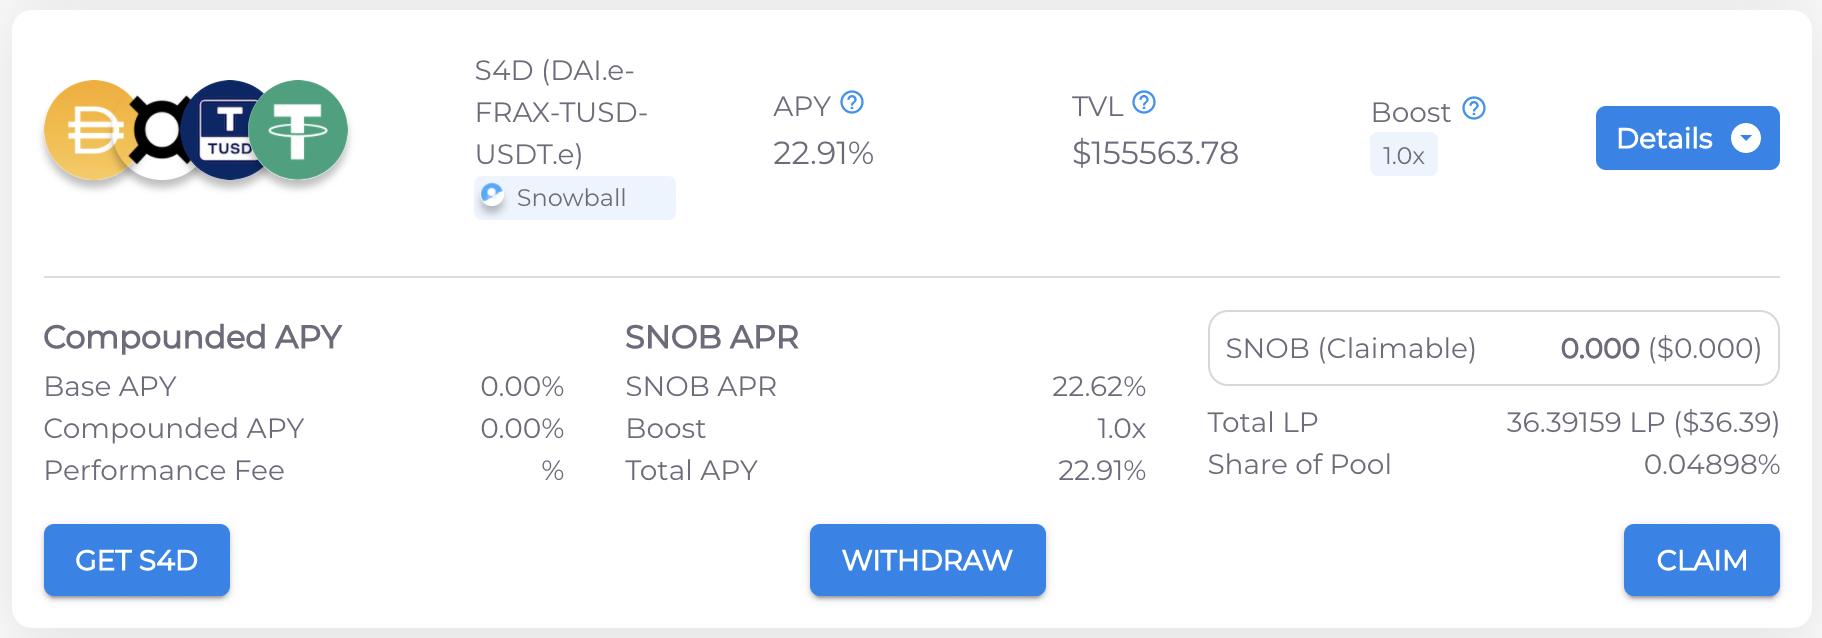 S4D (DAI.e-
FRAX-TUSD-
USDT.e)
Snowball
APY
22.91%
TVL
$155563.78
Boost
1.0x
Details
TUSD
Compounded APY
Base APY 0.00%
Compounded APY 0.00%
Performance Fee %
SNOB APR
SNOB APR 22.62%
Boost 1.0x
Total APY 22.91%
SNOB (Claimable) 0.000 ($0.000)
Total LP 36.39159 LP ($36.39)
Share of Pool 0.04898%
GET S4D
WITHDRAW
CLAIM